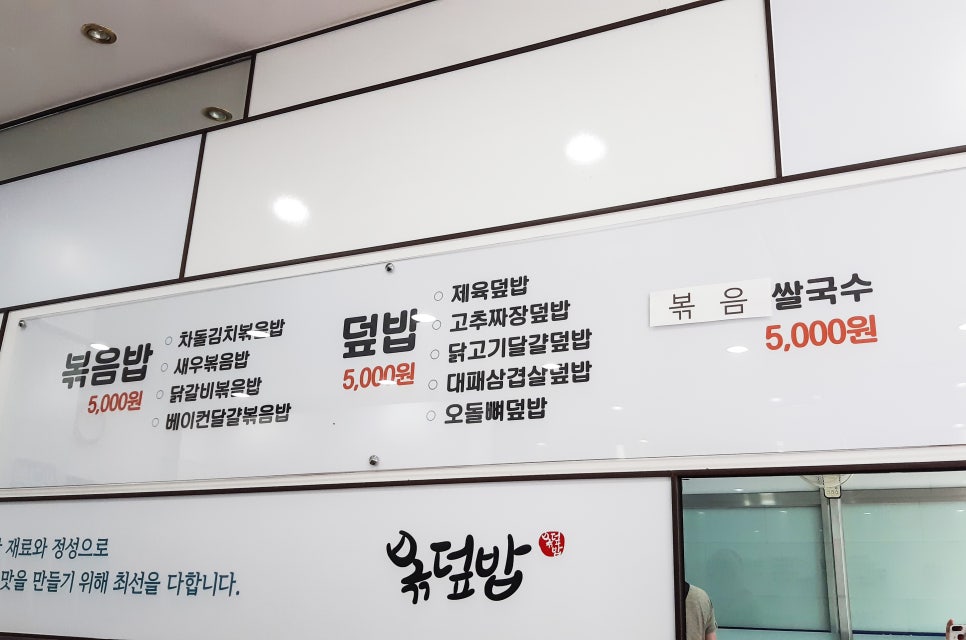 볶음밥
5,000원
차돌김치볶음밥
새우볶음밥
닭갈비볶음밥
베이컨달걀볶음밥
덮밥
5,000원
제육덮밥
고추짜장덮밥
닭고기달걀덮밥
대패삼겹살덮밥
오돌뼈덮밥
볶음 쌀국수
5,000원
재료와 정성으로
맛을 만들기 위해 최선을 다합니다.
덮밥